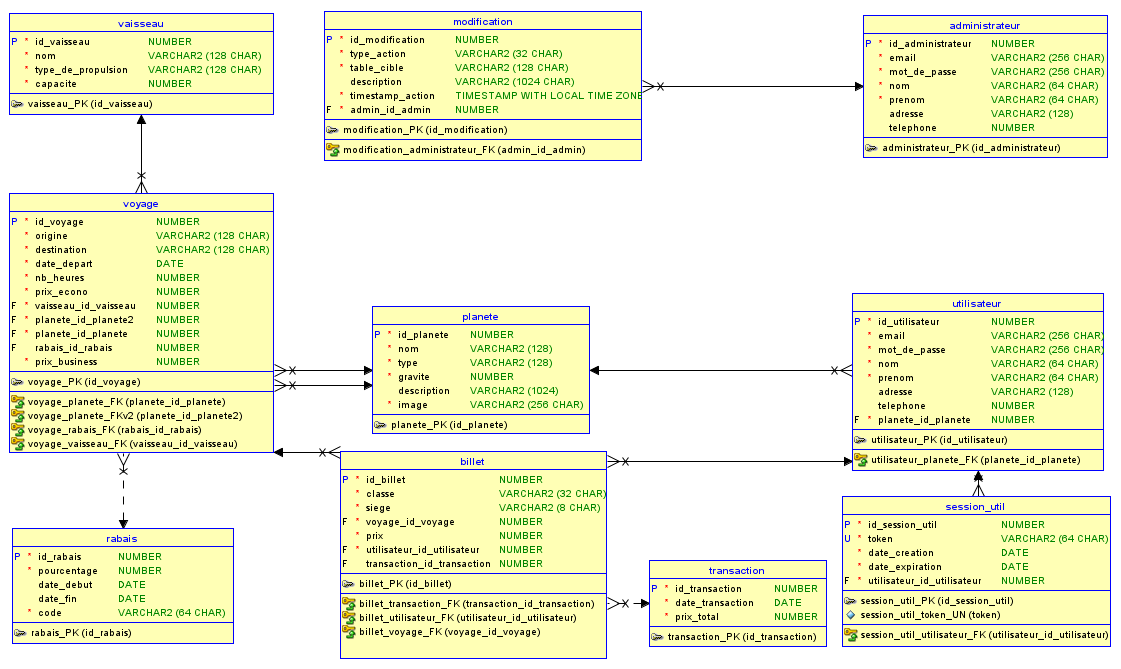 vaisseau
P * id_vaisseau NUMBER
* nom VARCHAR2 (128 CHAR)
* type_de_propulsion VARCHAR2 (128 CHAR)
* capacite NUMBER
vaisseau_PK (id_vaisseau)
modification
P * id_modification NUMBER
* type_action VARCHAR2 (32 CHAR)
* table_cible VARCHAR2 (128 CHAR)
description VARCHAR2 (1024 CHAR)
* timestamp_action TIMESTAMP WITH LOCAL TIME ZONE
F * admin_id_admin NUMBER
modification_PK (id_modification)
modification_administrateur_FK (admin_id_admin)
administrateur
P * id_administrateur NUMBER
* email VARCHAR2 (256 CHAR)
* mot_de_passe VARCHAR2 (256 CHAR)
* nom VARCHAR2 (64 CHAR)
* prenom VARCHAR2 (64 CHAR)
adresse VARCHAR2 (128)
telephone NUMBER
administrateur_PK (id_administrateur)
voyage
P * id_voyage NUMBER
* origine VARCHAR2 (128 CHAR)
* destination VARCHAR2 (128 CHAR)
* date_depart DATE
* nb_heures NUMBER
* prix_econo NUMBER
F * vaisseau_id_vaisseau NUMBER
F * planete_id_planete2 NUMBER
F * planete_id_planete NUMBER
F rabais_id_rabais NUMBER
* prix_business NUMBER
voyage_PK (id_voyage)
voyage_planete_FK (planete_id_planete)
voyage_planete_FKv2 (planete_id_planete2)
voyage_rabais_FK (rabais_id_rabais)
voyage_vaisseau_FK (vaisseau_id_vaisseau)
planete
P * id_planete NUMBER
* nom VARCHAR2 (128)
* type VARCHAR2 (128)
* gravite NUMBER
description VARCHAR2 (1024)
* image VARCHAR2 (256 CHAR)
planete_PK (id_planete)
utilisateur
P * id_utilisateur NUMBER
* email VARCHAR2 (256 CHAR)
* mot_de_passe VARCHAR2 (256 CHAR)
* nom VARCHAR2 (64 CHAR)
* prenom VARCHAR2 (64 CHAR)
adresse VARCHAR2 (128)
telephone NUMBER
F * planete_id_planete NUMBER
utilisateur_PK (id_utilisateur)
utilisateur_planete_FK (planete_id_planete)
billet
P * id_billet NUMBER
* classe VARCHAR2 (32 CHAR)
* siege VARCHAR2 (8 CHAR)
F * voyage_id_voyage NUMBER
* prix NUMBER
F * utilisateur_id_utilisateur NUMBER
F * transaction_id_transaction NUMBER
billet_PK (id_billet)
billet_transaction_FK (transaction_id_transaction)
billet_utilisateur_FK (utilisateur_id_utilisateur)
billet_voyage_FK (voyage_id_voyage)
session_util
P * id_session_util NUMBER
U * token VARCHAR2 (64 CHAR)
* date_creation DATE
* date_expiration DATE
F * utilisateur_id_utilisateur NUMBER
session_util_PK (id_session_util)
session_util_token_UN (token)
session_util_utilisateur_FK (utilisateur_id_utilisateur)
rabais
P * id_rabais NUMBER
* pourcentage NUMBER
date_debut DATE
date_fin DATE
* code VARCHAR2 (64 CHAR)
rabais_PK (id_rabais)
transaction
P * id_transaction NUMBER
* date_transaction DATE
* prix_total NUMBER
transaction_PK (id_transaction)